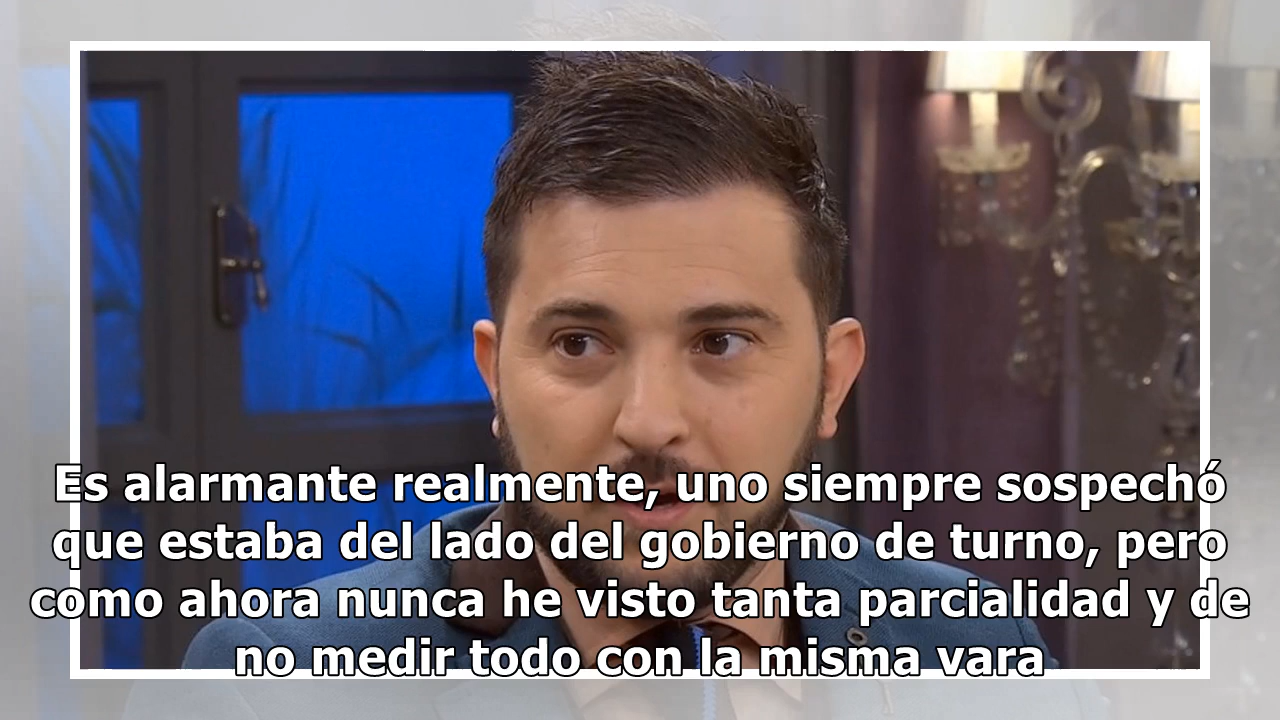 Es alarmante realmente, uno siempre sospechó
que estaba del lado del gobierno de turno, pero
como ahora nunca he visto tanta parcialidad y de
no medir todo con la misma vara